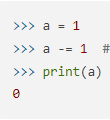 >>> a = 1
>>> a -= 1  #
>>> print(a)
0